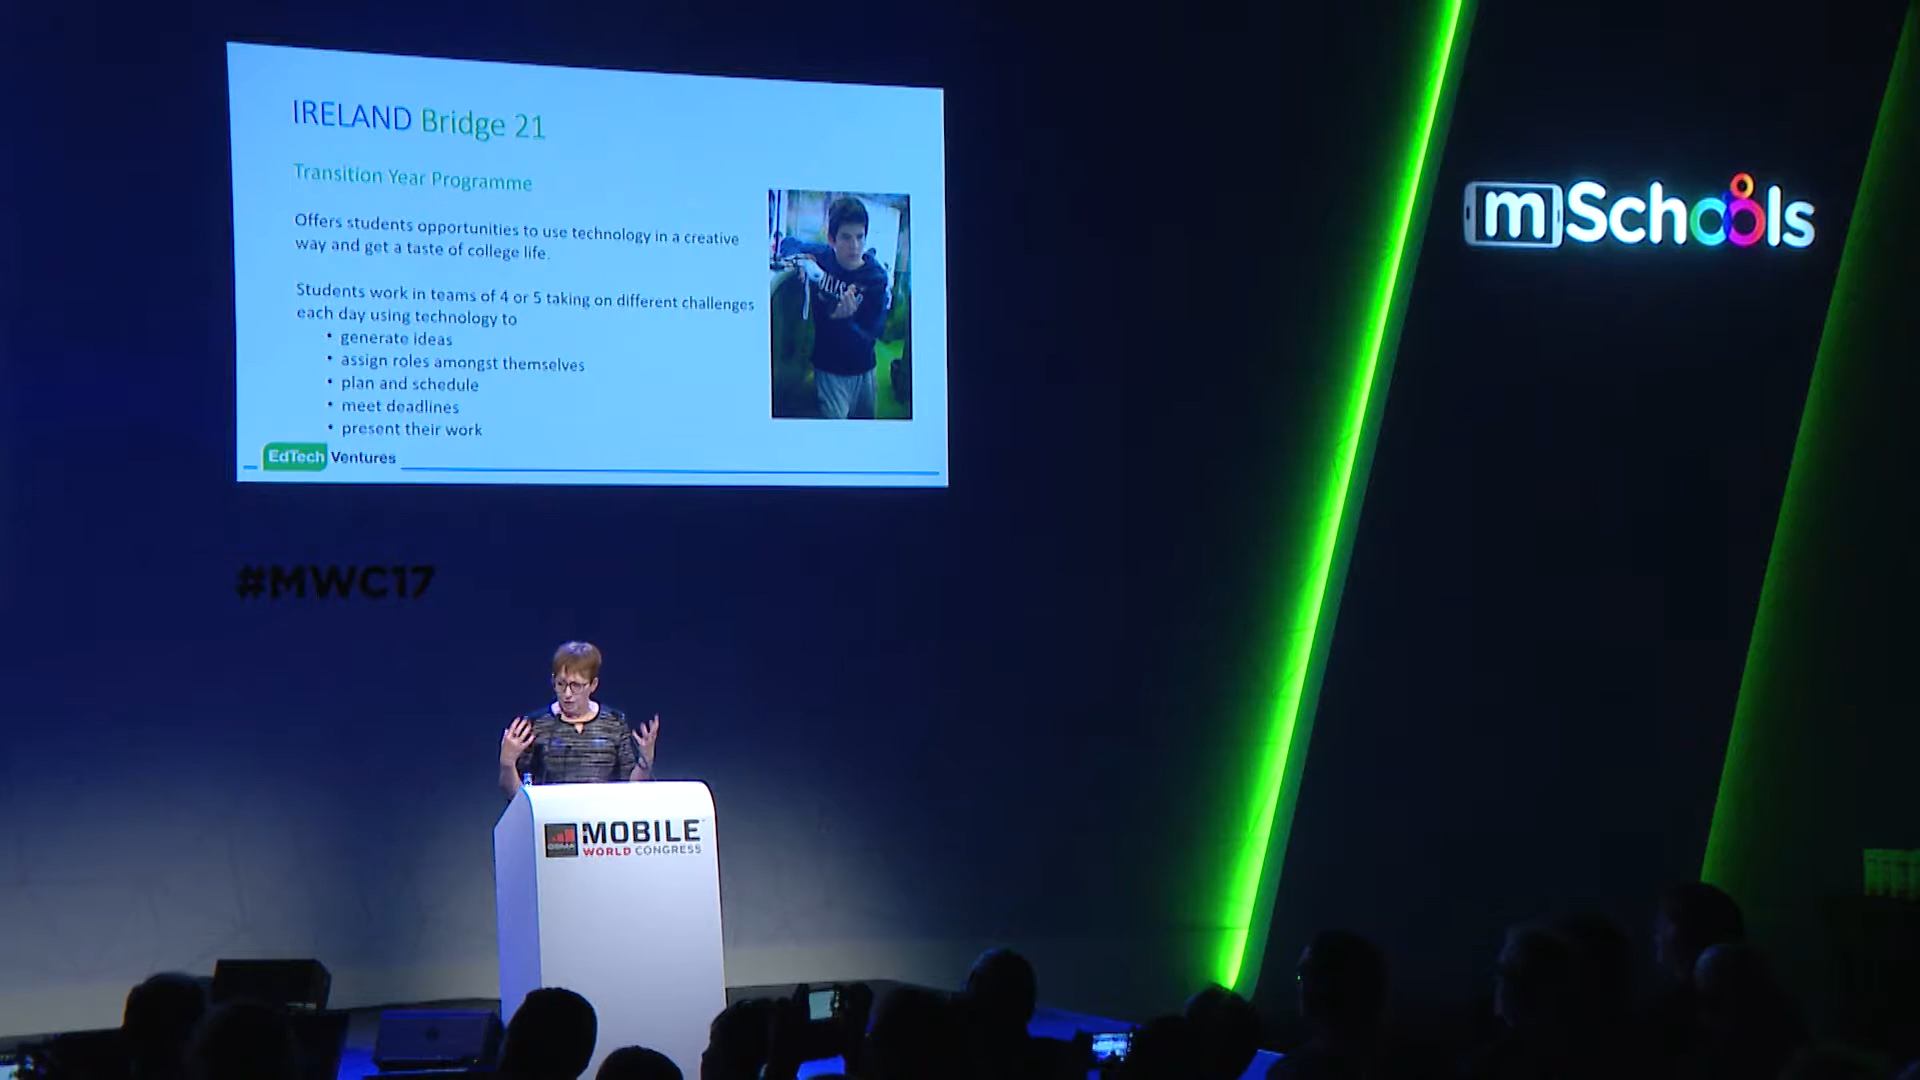 IRELAND Bridge 21
Transition Year Programme
Offers students opportunities to use technology in a creative
way and get a taste of college life.
Students work in teams of 4 or 5 taking on different challenges
each day using technology to
• generate ideas
• assign roles amongst themselves
• plan and schedule
• meet deadlines
• present their work
EdTech Ventures
mSchools
#MWC17
GSMA
MOBILE
WORLD CONGRESS